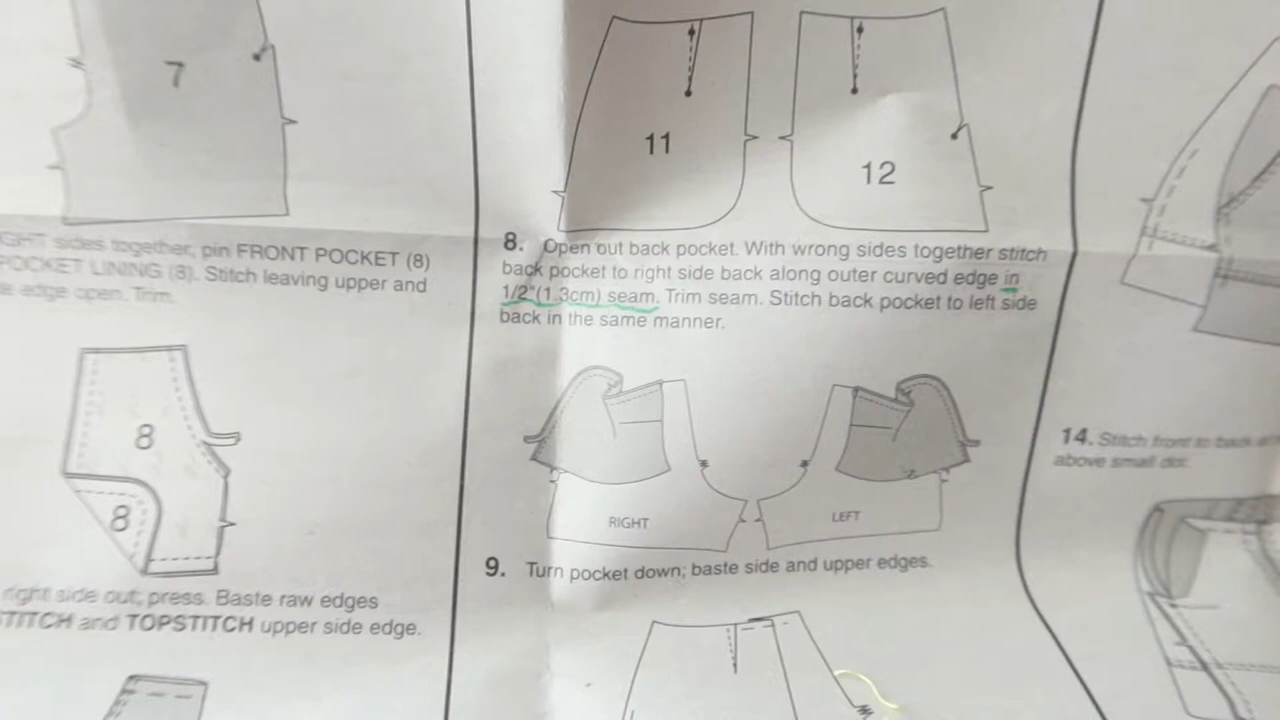 7
GHT sides together, pin FRONT POCKET (8)
POCKET LINING (8). Stitch leaving upper and
edge open. Trim.
8
8
right side out; press. Baste raw edges
STITCH and TOPSTITCH upper side edge.
11
12
8. Open out back pocket. With wrong sides together stitch
back pocket to right side back along outer curved edge in
1/2"(1.3cm) seam. Trim seam. Stitch back pocket to left side
back in the same manner.
RIGHT
LEFT
9. Turn pocket down; baste side and upper edges.
14. Stitch front to back
above small dot.